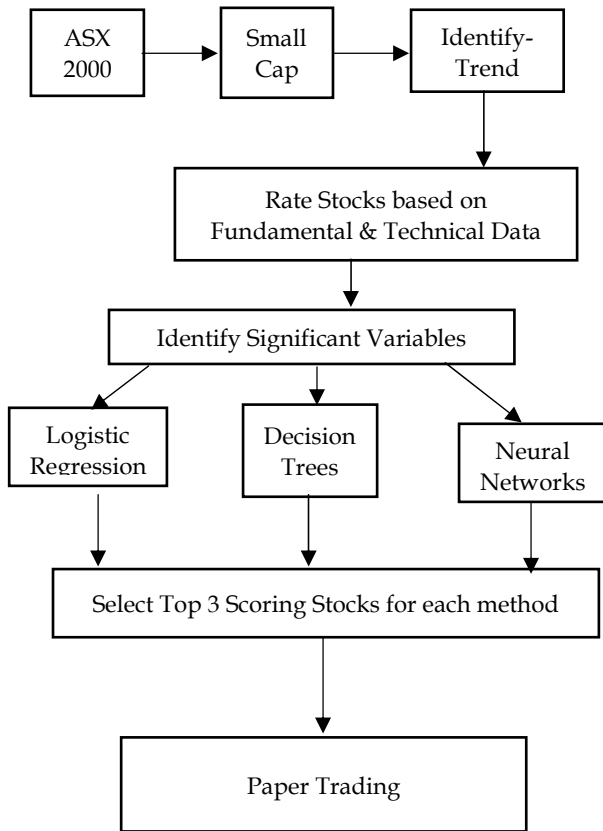 ASX
2000
Small
Cap
Identify-
Trend
Rate Stocks based on
Fundamental & Technical Data
Identify Significant Variables
Logistic
Regression
Decision
Trees
Neural
Networks
Select Top 3 Scoring Stocks for each method
Paper Trading